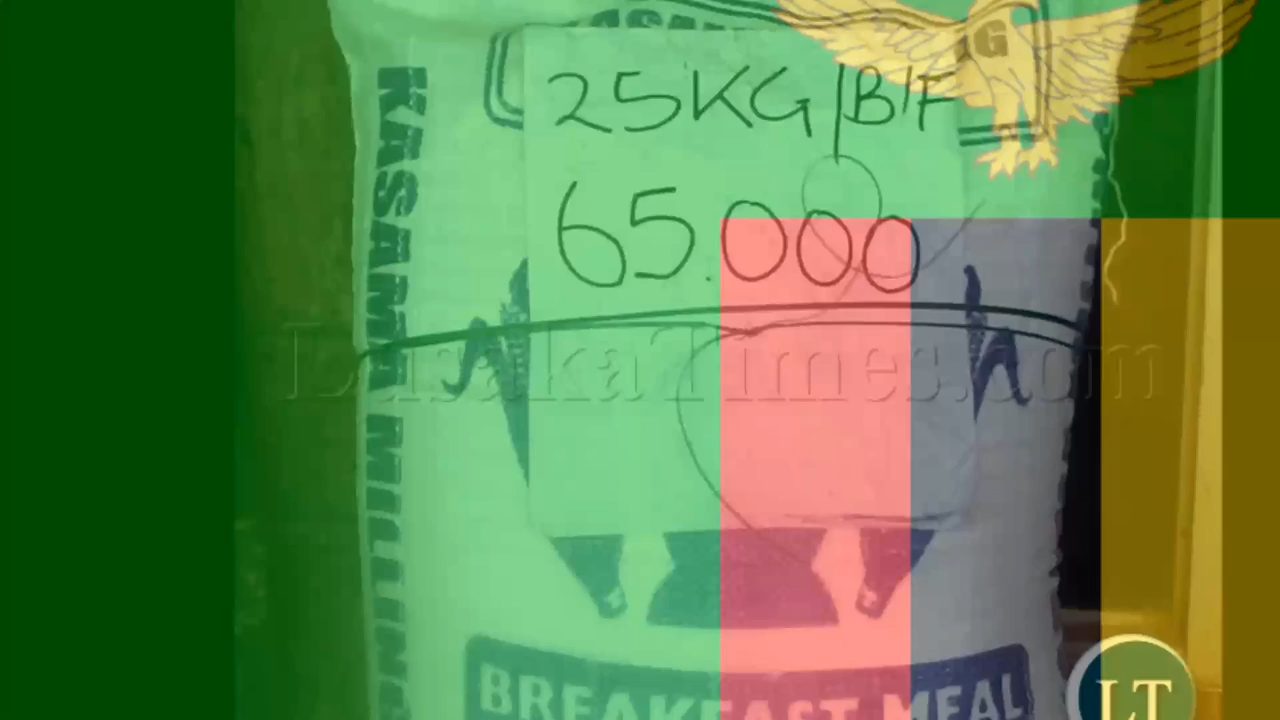 25KG/B/F
65.000
KASAMA MILLING
LusakaTimes.com
BREAKFAST MEAL
LT